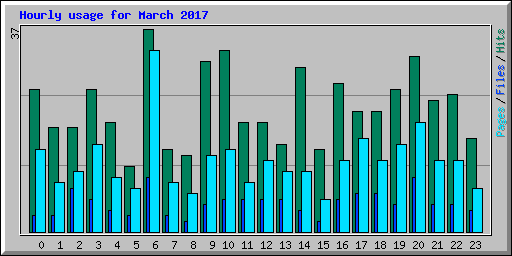 Hourly usage for March 2017
37
Pages/Files/Hits
0 1 2 3 4 5 6 7 8 9 10 11 12 13 14 15 16 17 18 19 20 21 22 23